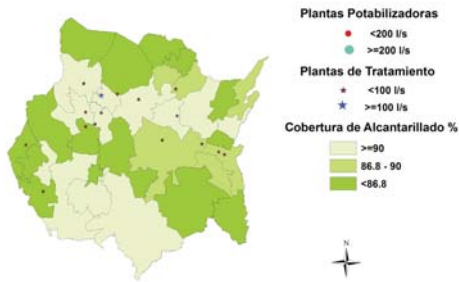 Plantas Potabilizadoras
<200 l/s
>=200 l/s
Plantas de Tratamiento
<100 l/s
>=100 l/s
Cobertura de Alcantarillado %
>=90
86.8 - 90
<86.8
N